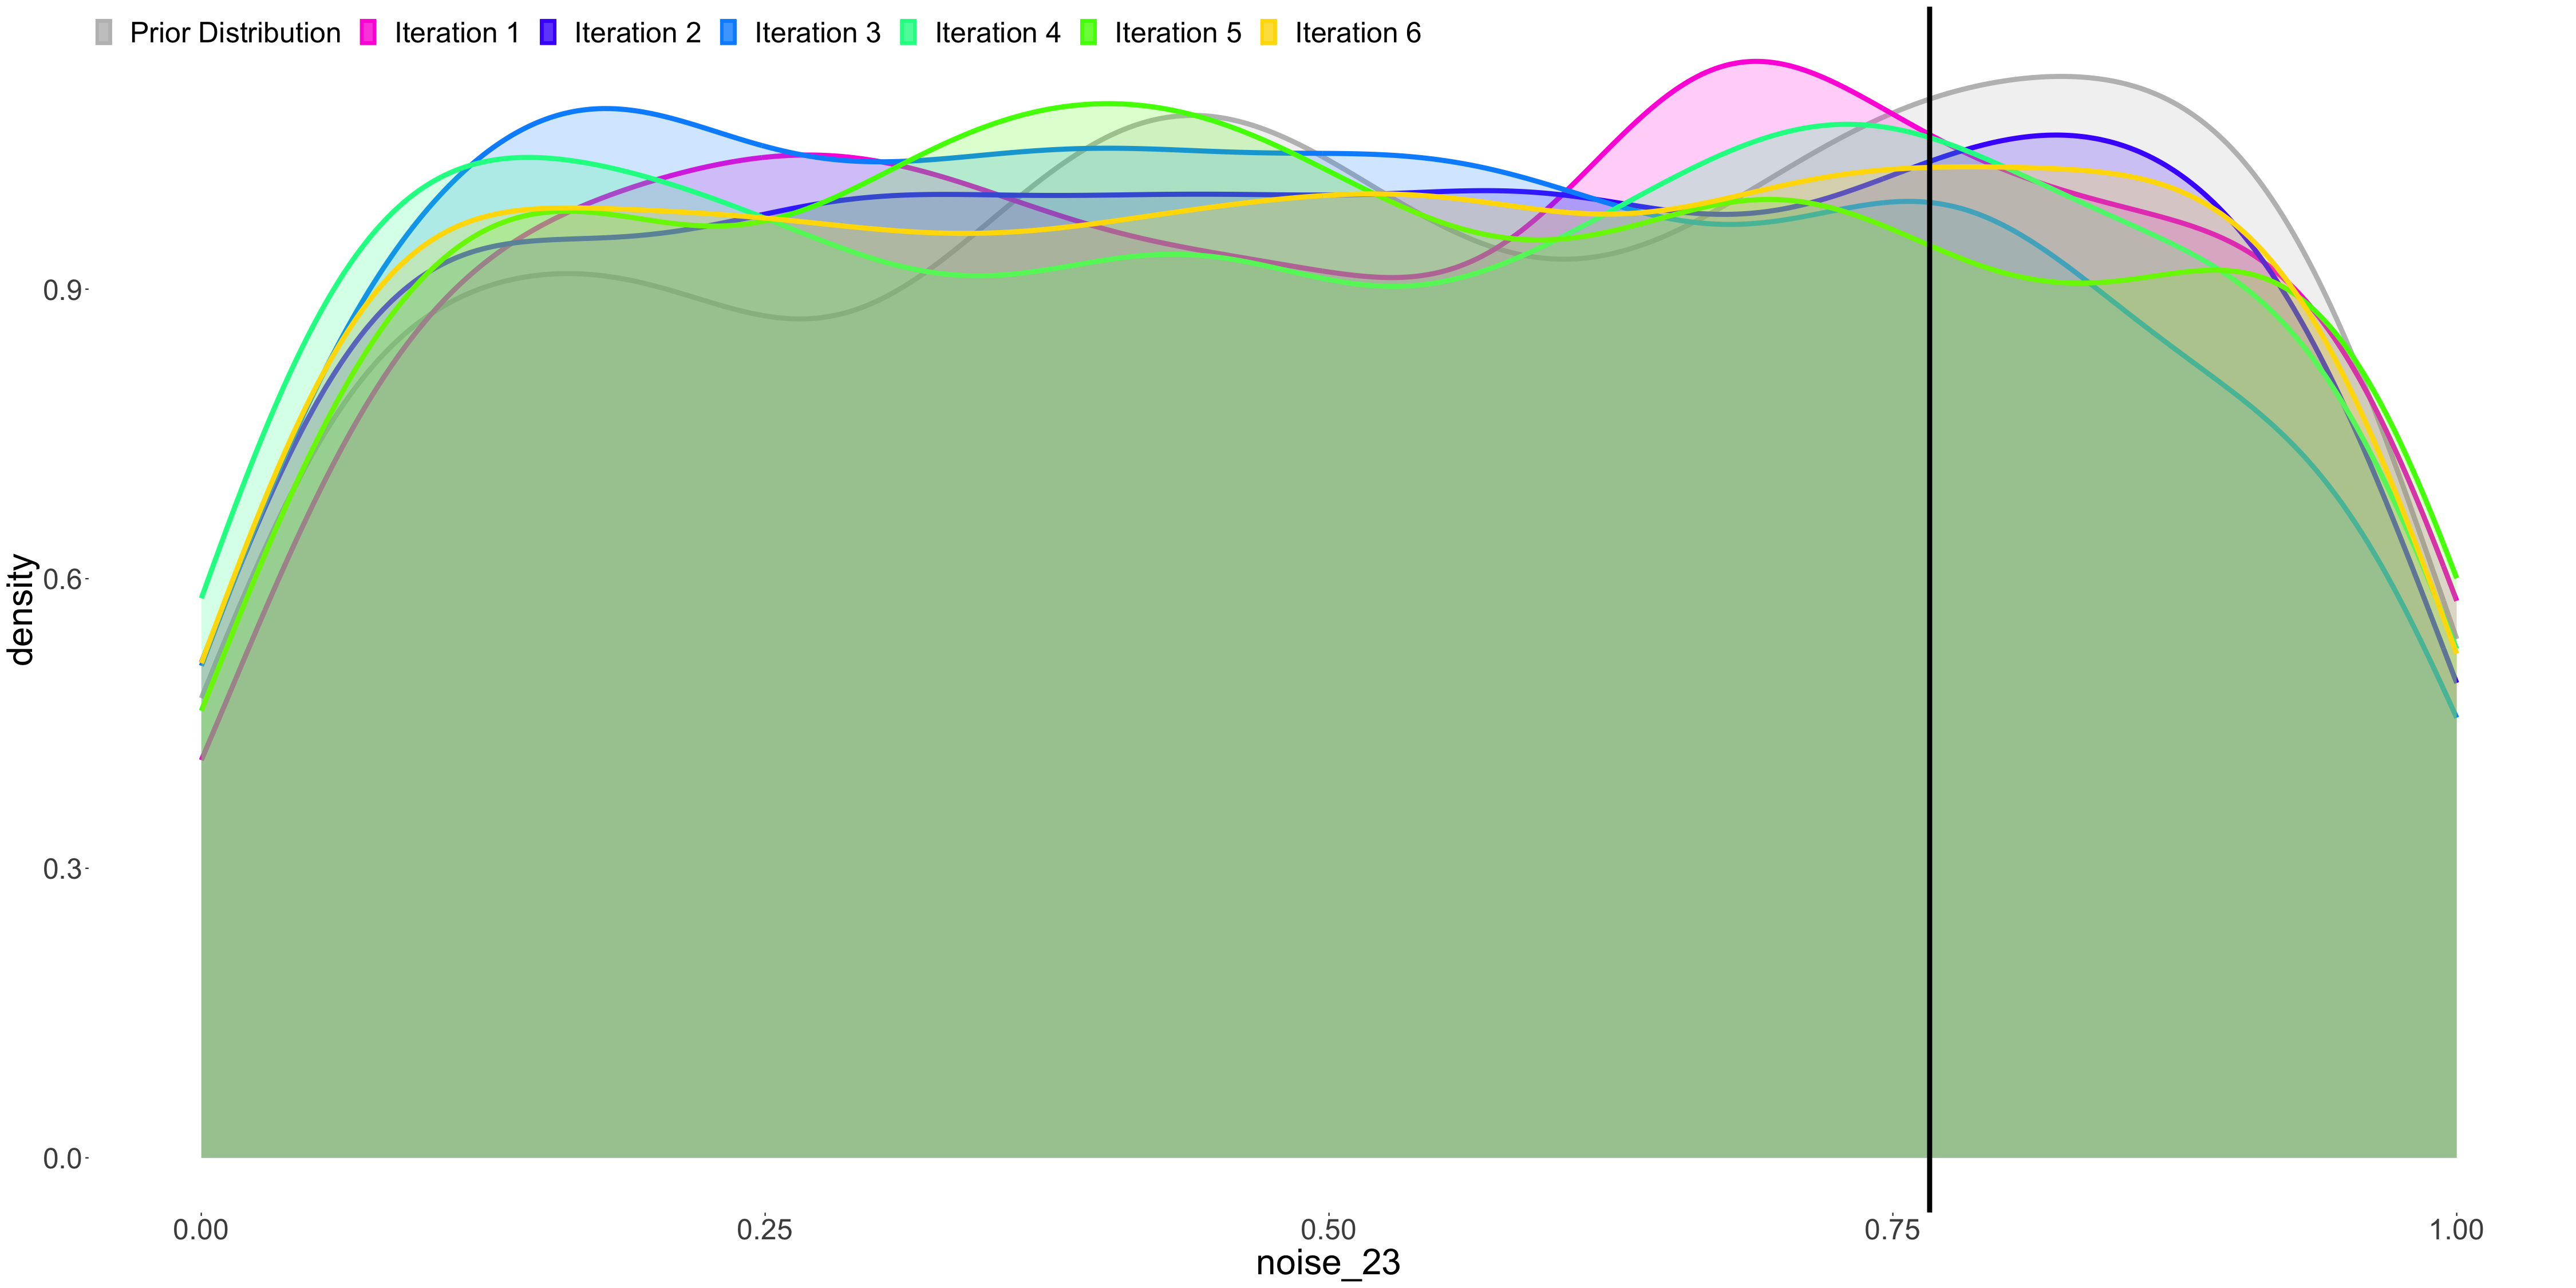 Prior Distribution Iteration 1 Iteration 2 Iteration 3 Iteration 4 Iteration 5 Iteration 6
density
0.9
0.6
0.3
0.0
0.00 0.25 0.50 0.75 1.00
noise_23